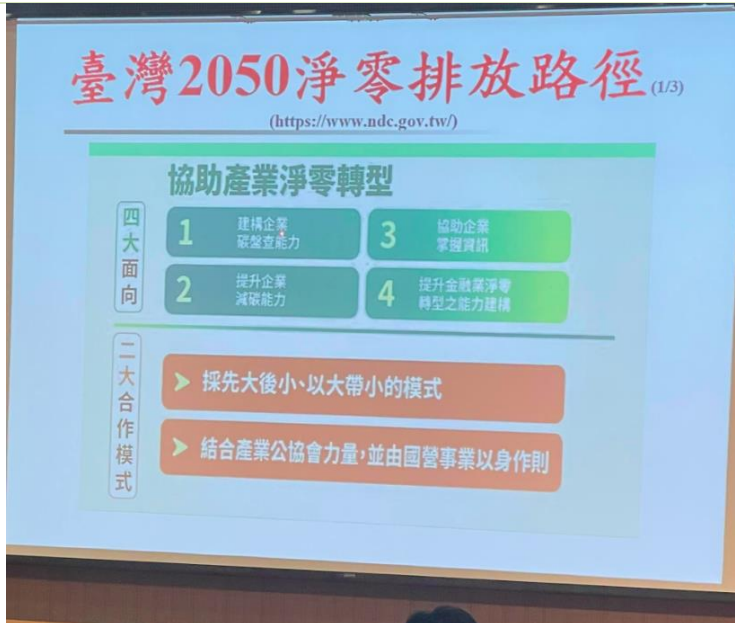 臺灣2050淨零排放路徑(1/3)
(https://www.ndc.gov.tw/)
協助產業淨零轉型
四大面向
1 建構企業
碳盤查能力
2 提升企業
減碳能力
3 協助企業
掌握資訊
4 提升金融業淨零
轉型之能力建構
二大合作模式
採先大後小、以大帶小的模式
結合產業公協會力量，並由國營事業以身作則